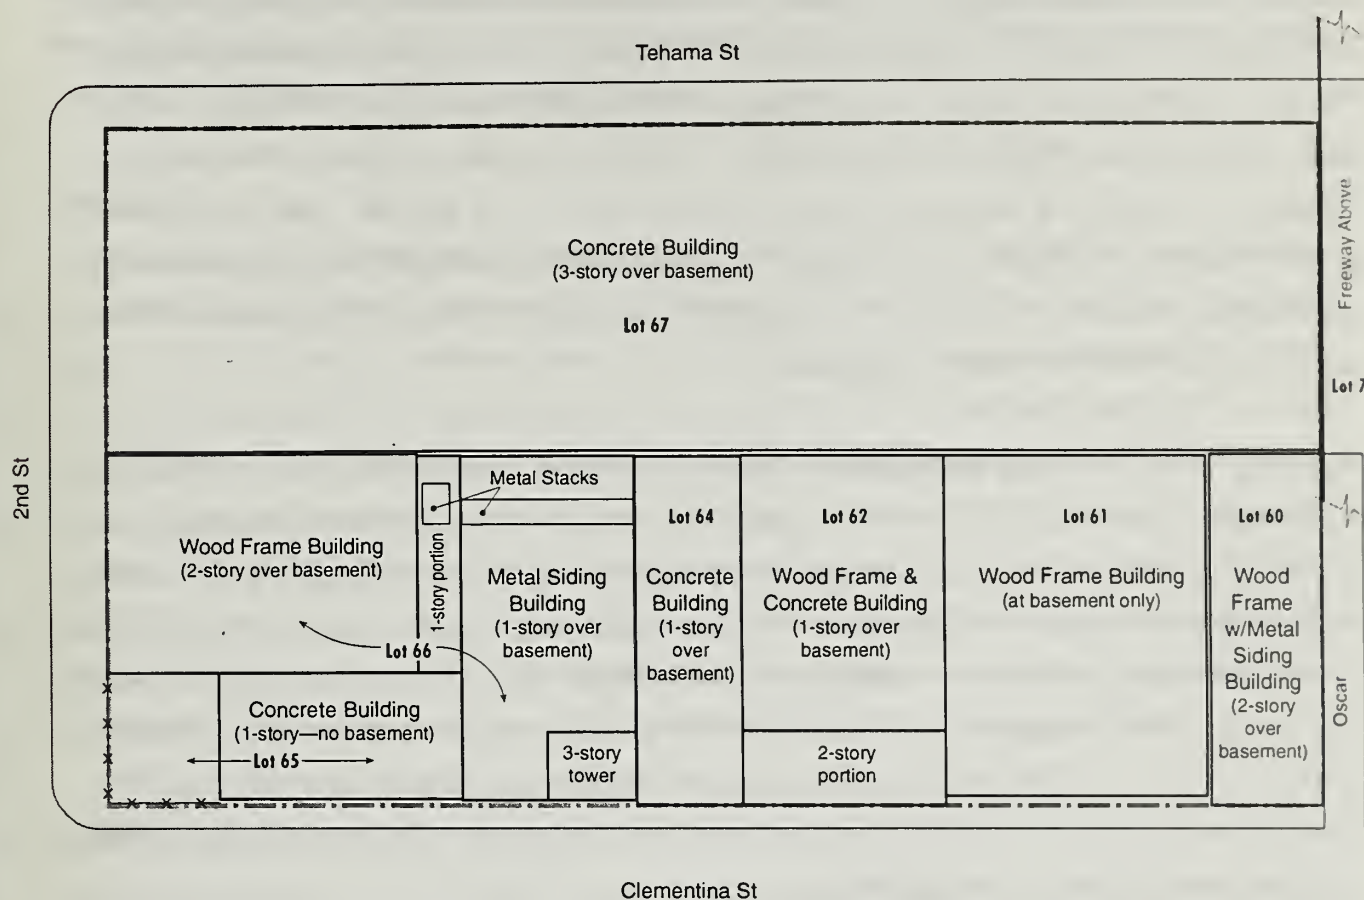 Tehama St
Freeway Above
Concrete Building
(3-story over basement)
Lot 67
Lot 7
2nd St
Metal Stacks
1-story portion
Wood Frame Building
(2-story over basement)
Lot 66
Metal Siding
Building
(1-story over
basement)
3-story
tower
Concrete Building
(1-story—no basement)
Lot 65
Lot 64
Concrete
Building
(1-story
over
basement)
Lot 62
Wood Frame &
Concrete Building
(1-story over
basement)
2-story
portion
Lot 61
Wood Frame Building
(at basement only)
Lot 60
Wood
Frame
w/Metal
Siding
Building
(2-story
over
basement)
Oscar
Clementina St